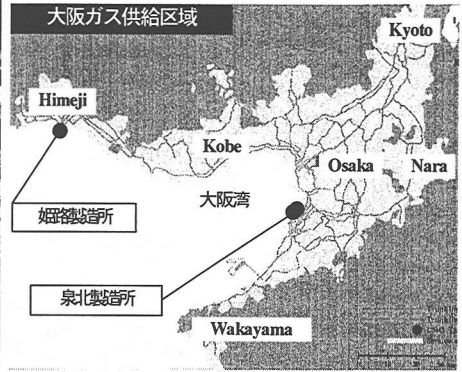 大阪ガス供給区域
Kyoto
Himeji
Kobe
Osaka
Nara
大阪湾
姫路製造所
泉北製造所
Wakayama